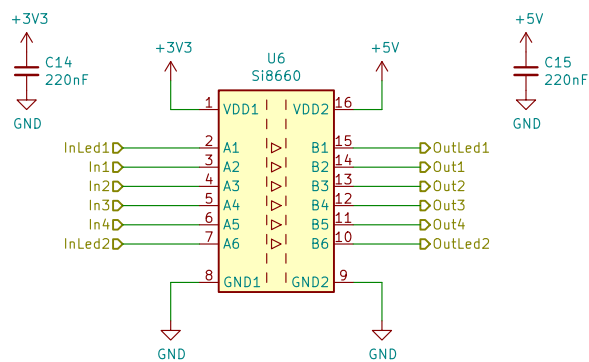 +3V3
+5V
C14
220nF
GND
C15
220nF
GND
+3V3
U6
Si8660
+5V
1 VDD1 VDD2 16
InLed1 2 A1 B1 15 OutLed1
In1 3 A2 B2 14 Out1
In2 4 A3 B3 13 Out2
In3 5 A4 B4 12 Out3
In4 6 A5 B5 11 Out4
InLed2 7 A6 B6 10 OutLed2
8 GND1 GND2 9
GND
GND